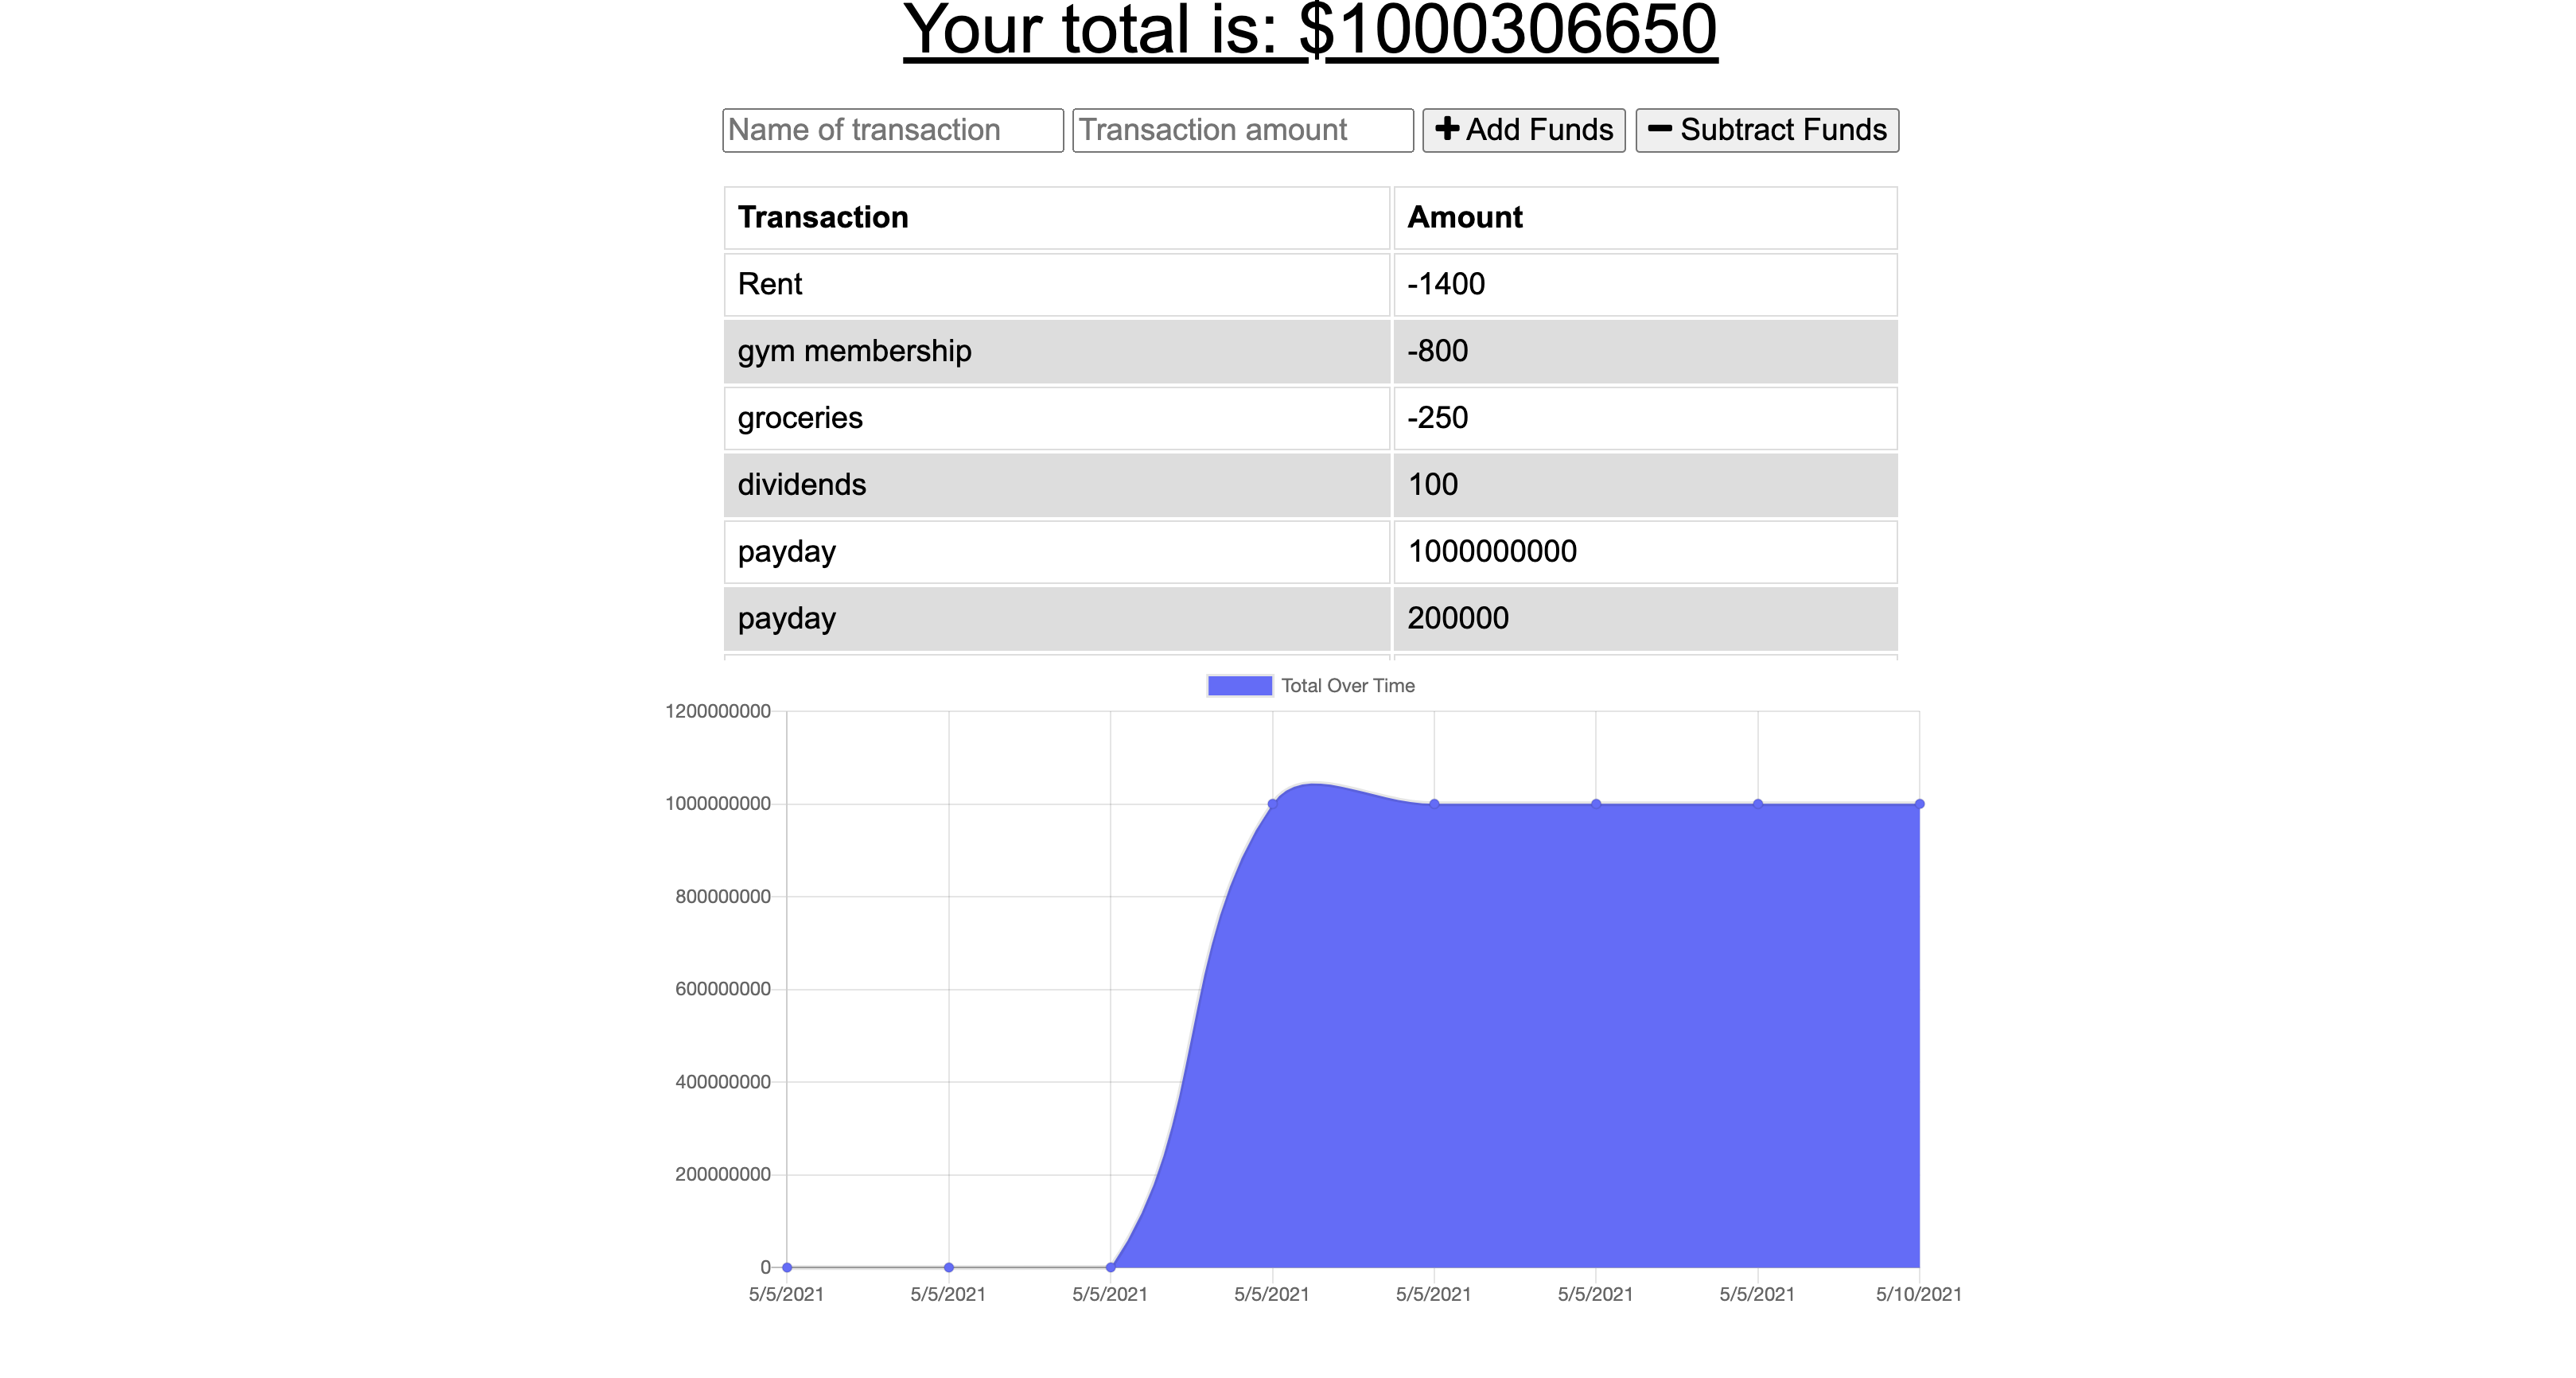 Your total is: $1000306650
Name of transaction Transaction amount + Add Funds − Subtract Funds
Transaction Amount
Rent -1400
gym membership -800
groceries -250
dividends 100
payday 1000000000
payday 200000
Total Over Time
1200000000
1000000000
800000000
600000000
400000000
200000000
0
5/5/2021 5/5/2021 5/5/2021 5/5/2021 5/5/2021 5/5/2021 5/5/2021 5/10/2021